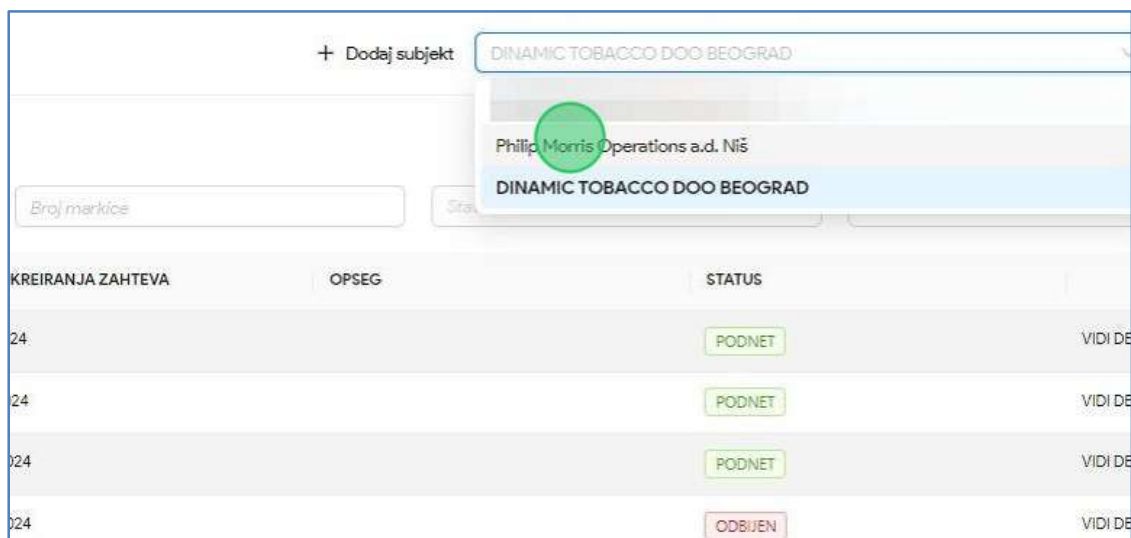 + Dodaj subjekt DINAMIC TOBACCO DOO BEOGRAD
Philip Morris Operations a.d. Niš
DINAMIC TOBACCO DOO BEOGRAD
Broj markice
KREIRANJA ZAHTEVA OPSEG STATUS
24 PODNET VIDI DE
24 PODNET VIDI DE
024 PODNET VIDI DE
024 ODBIJEN VIDI DE